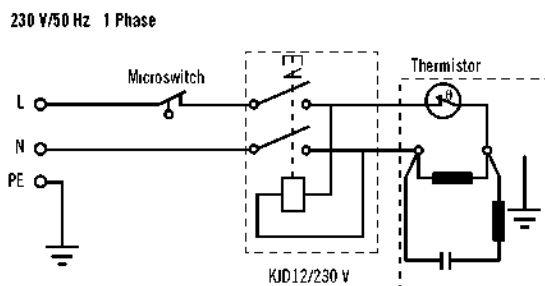 230 V/50 Hz 1 Phase
Microswitch
Thermistor
L
θ
N
PE
KJD12/230 V